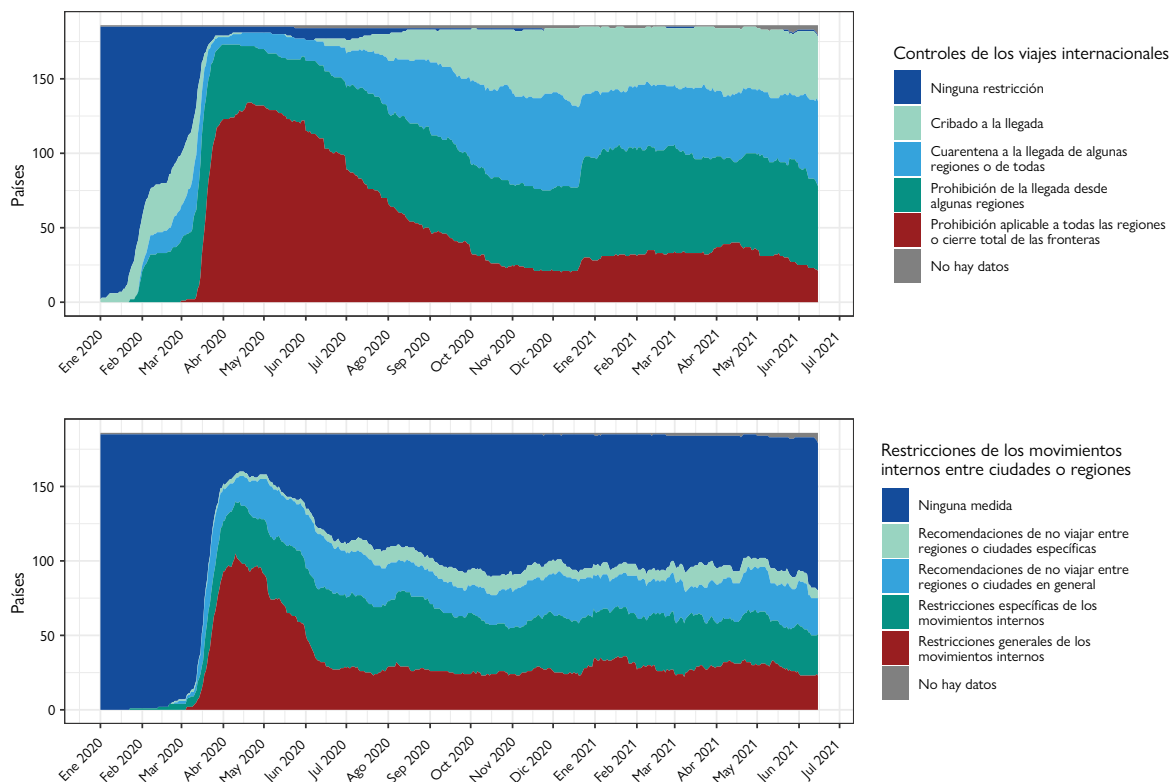 Controles de los viajes internacionales
Ninguna restricción
Cribado a la llegada
Cuarentena a la llegada de algunas
regiones o de todas
Prohibición de la llegada desde
algunas regiones
Prohibición aplicable a todas las regiones
o cierre total de las fronteras
No hay datos
Países
150
100
50
0
Ene 2020
Feb 2020
Mar 2020
Abr 2020
May 2020
Jun 2020
Jul 2020
Ago 2020
Sep 2020
Oct 2020
Nov 2020
Dic 2020
Ene 2021
Feb 2021
Mar 2021
Abr 2021
May 2021
Jun 2021
Jul 2021
Restricciones de los movimientos
internos entre ciudades o regiones
Ninguna medida
Recomendaciones de no viajar entre
regiones o ciudades específicas
Recomendaciones de no viajar entre
regiones o ciudades en general
Restricciones específicas de los
movimientos internos
Restricciones generales de los
movimientos internos
No hay datos
Países
150
100
50
0
Ene 2020
Feb 2020
Mar 2020
Abr 2020
May 2020
Jun 2020
Jul 2020
Ago 2020
Sep 2020
Oct 2020
Nov 2020
Dic 2020
Ene 2021
Feb 2021
Mar 2021
Abr 2021
May 2021
Jun 2021
Jul 2021